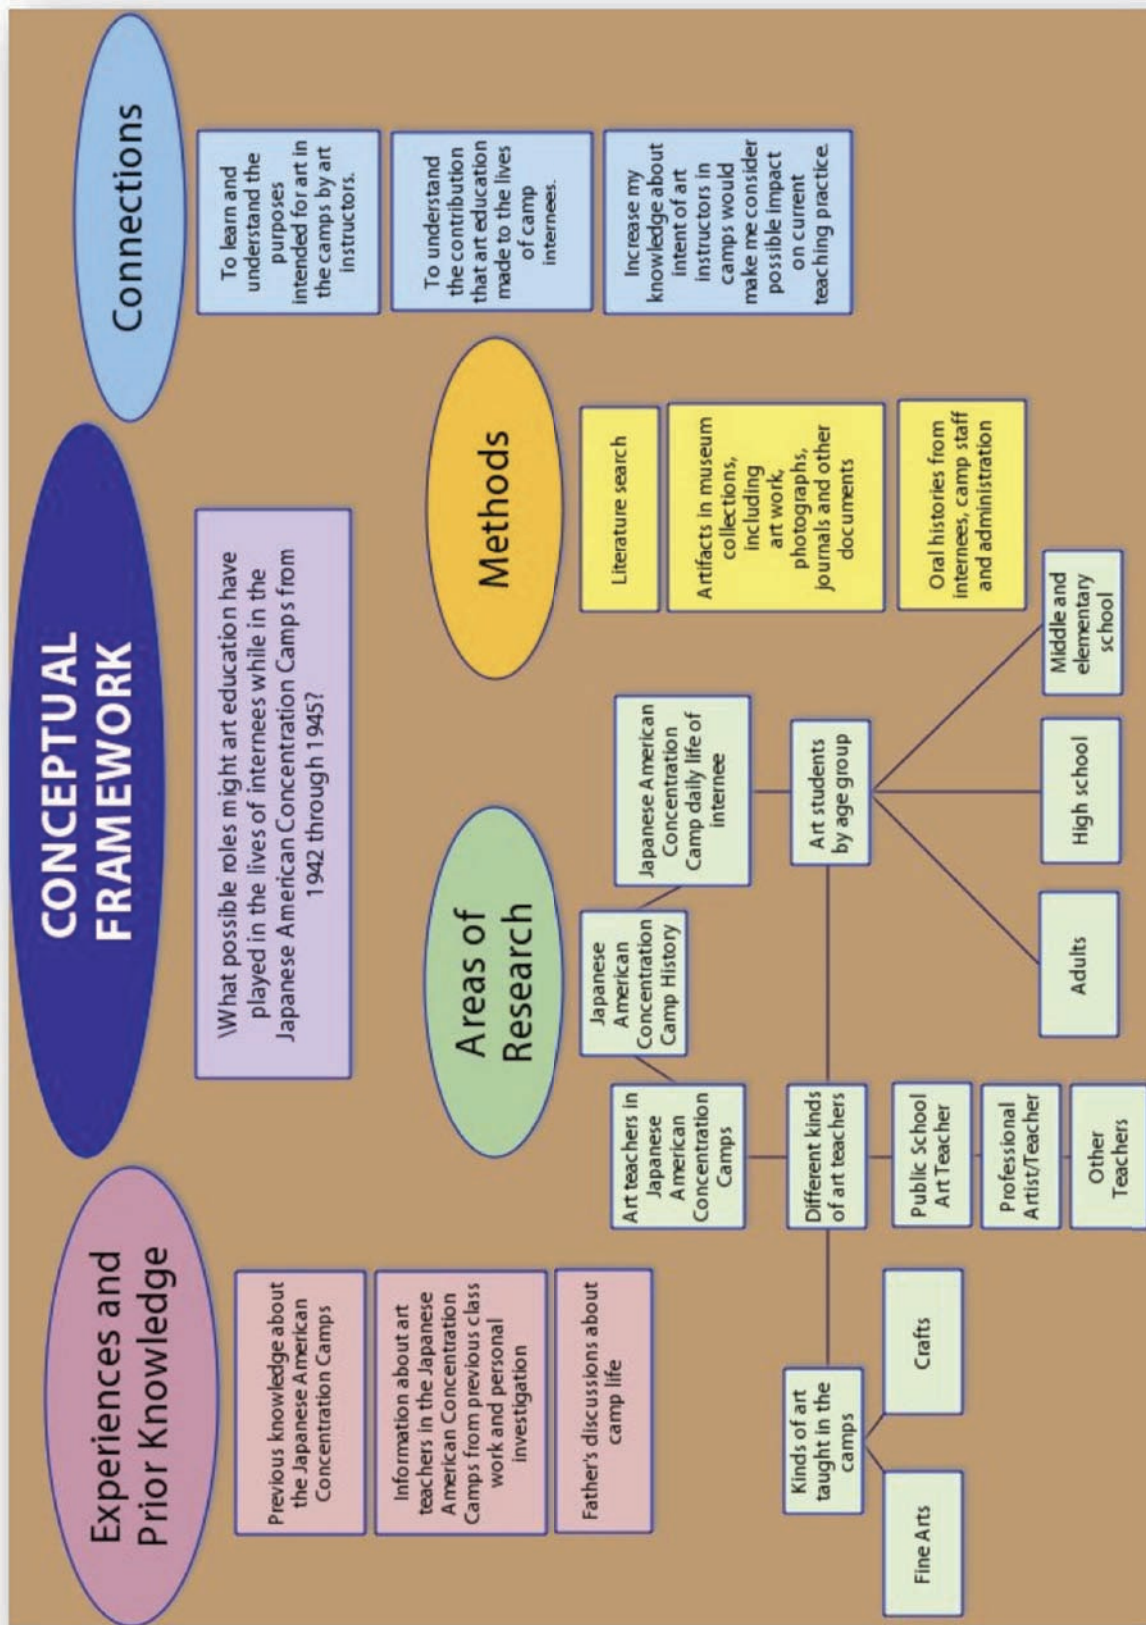 CONCEPTUAL
FRAMEWORK
\What possible roles might art education have
played in the lives of internees while in the
Japanese American Concentration Camps from
1942 through 1945?
Experiences and
Prior Knowledge
Previous knowledge about
the Japanese American
Concentration Camps
Information about art
teachers in the Japanese
American Concentration
Camps from previous class
work and personal
investigation
Father's discussions about
camp life
Areas of
Research
Japanese
American
Concentration
Camp History
Art teachers in
Japanese
American
Concentration
Camps
Japanese American
Concentration
Camp daily life of
internee
Different kinds
of art teachers
Art students
by age group
Kinds of art
taught in the
camps
Fine Arts
Crafts
Public School
Art Teacher
Professional
Artist/Teacher
Other
Teachers
Adults
High school
Middle and
elementary
school
Methods
Literature search
Artifacts in museum
collections,
including
art work,
photographs,
journals and other
documents
Oral histories from
internees, camp staff
and administration
Connections
To learn and
understand the
purposes
intended for art in
the camps by art
instructors.
To understand
the contribution
that art education
made to the lives
of camp
internees.
Increase my
knowledge about
intent of art
instructors in
camps would
make me consider
possible impact
on current
teaching practice.